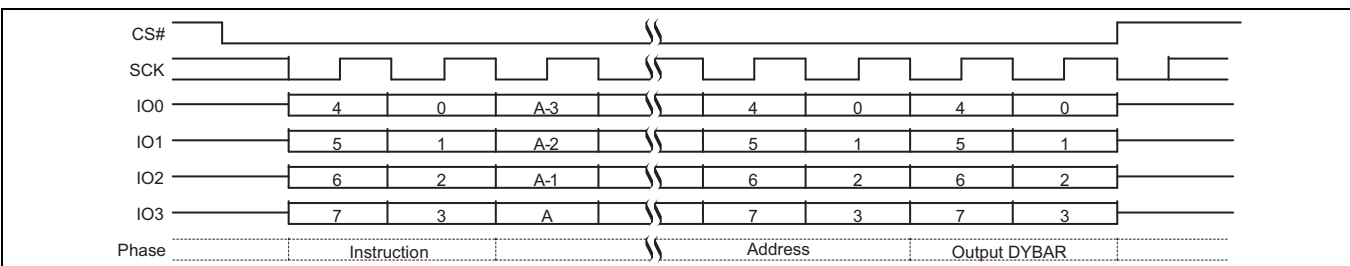 CS#
SCK
IO0 4 0 A-3 4 0 4 0
IO1 5 1 A-2 5 1 5 1
IO2 6 2 A-1 6 2 6 2
IO3 7 3 A 7 3 7 3
Phase Instruction Address Output DYBAR